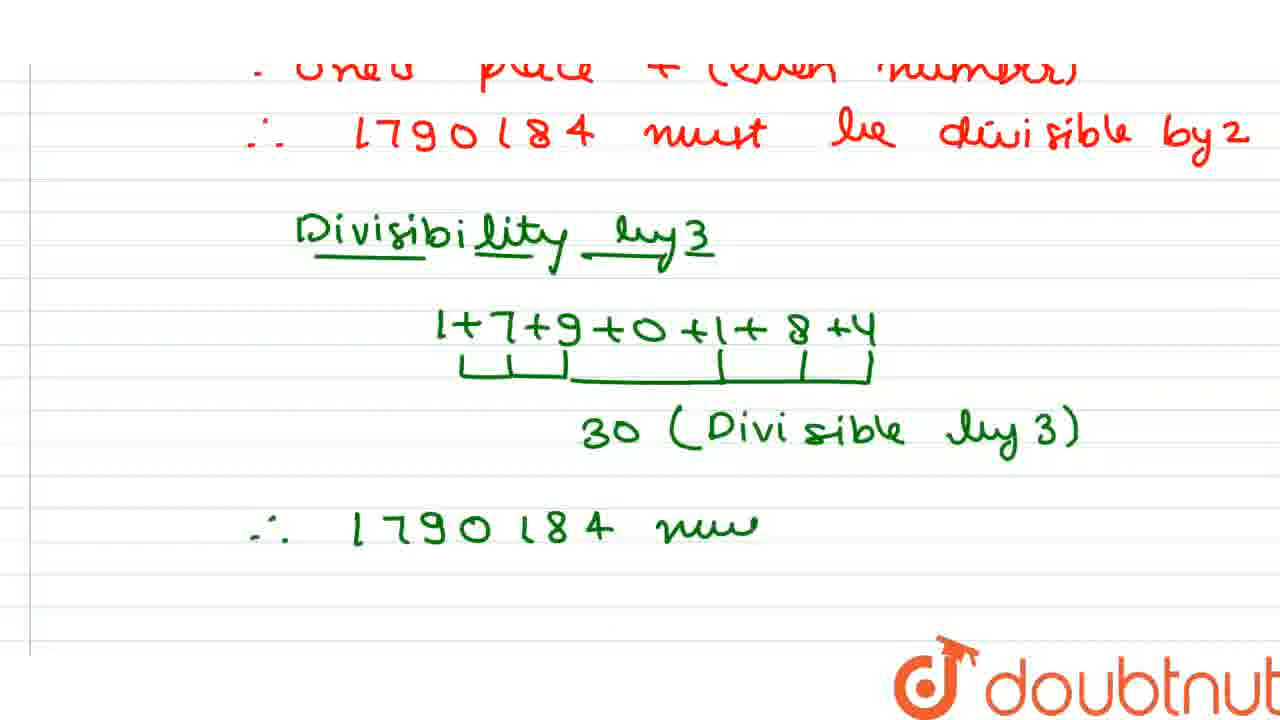 ∴ 1790184 must be divisible by 2
Divisibility by 3
1+7+9+0+1+8+4
30 (Divisible by 3)
∴ 1790184
doubtnut